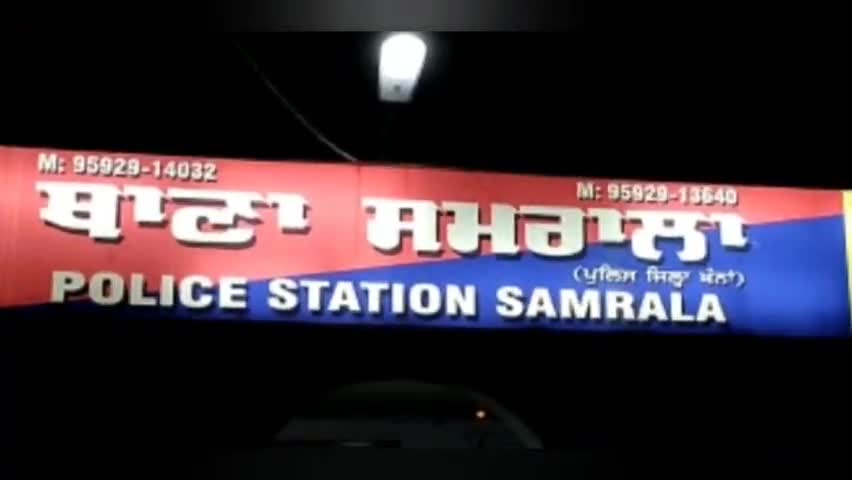 M: 95929-14032 M: 95929-13640
ਥਾਣਾ ਸਮਰਾਲਾ
(ਪੁਲਿਸ ਜਿਲ੍ਹਾ ਖੰਨਾ)
POLICE STATION SAMRALA